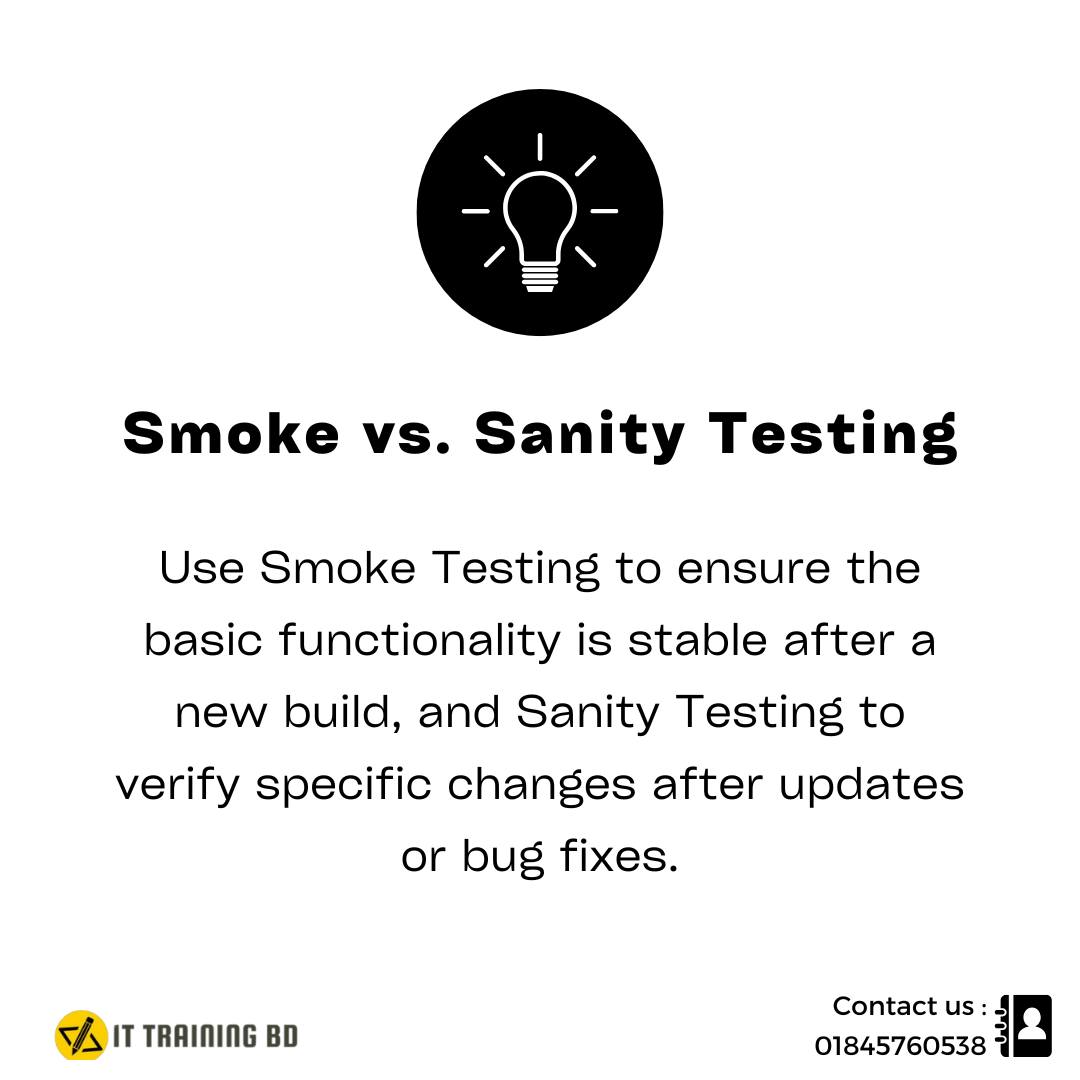 Smoke vs. Sanity Testing
Use Smoke Testing to ensure the
basic functionality is stable after a
new build, and Sanity Testing to
verify specific changes after updates
or bug fixes.
IT TRAINING BD
Contact us :
01845760538